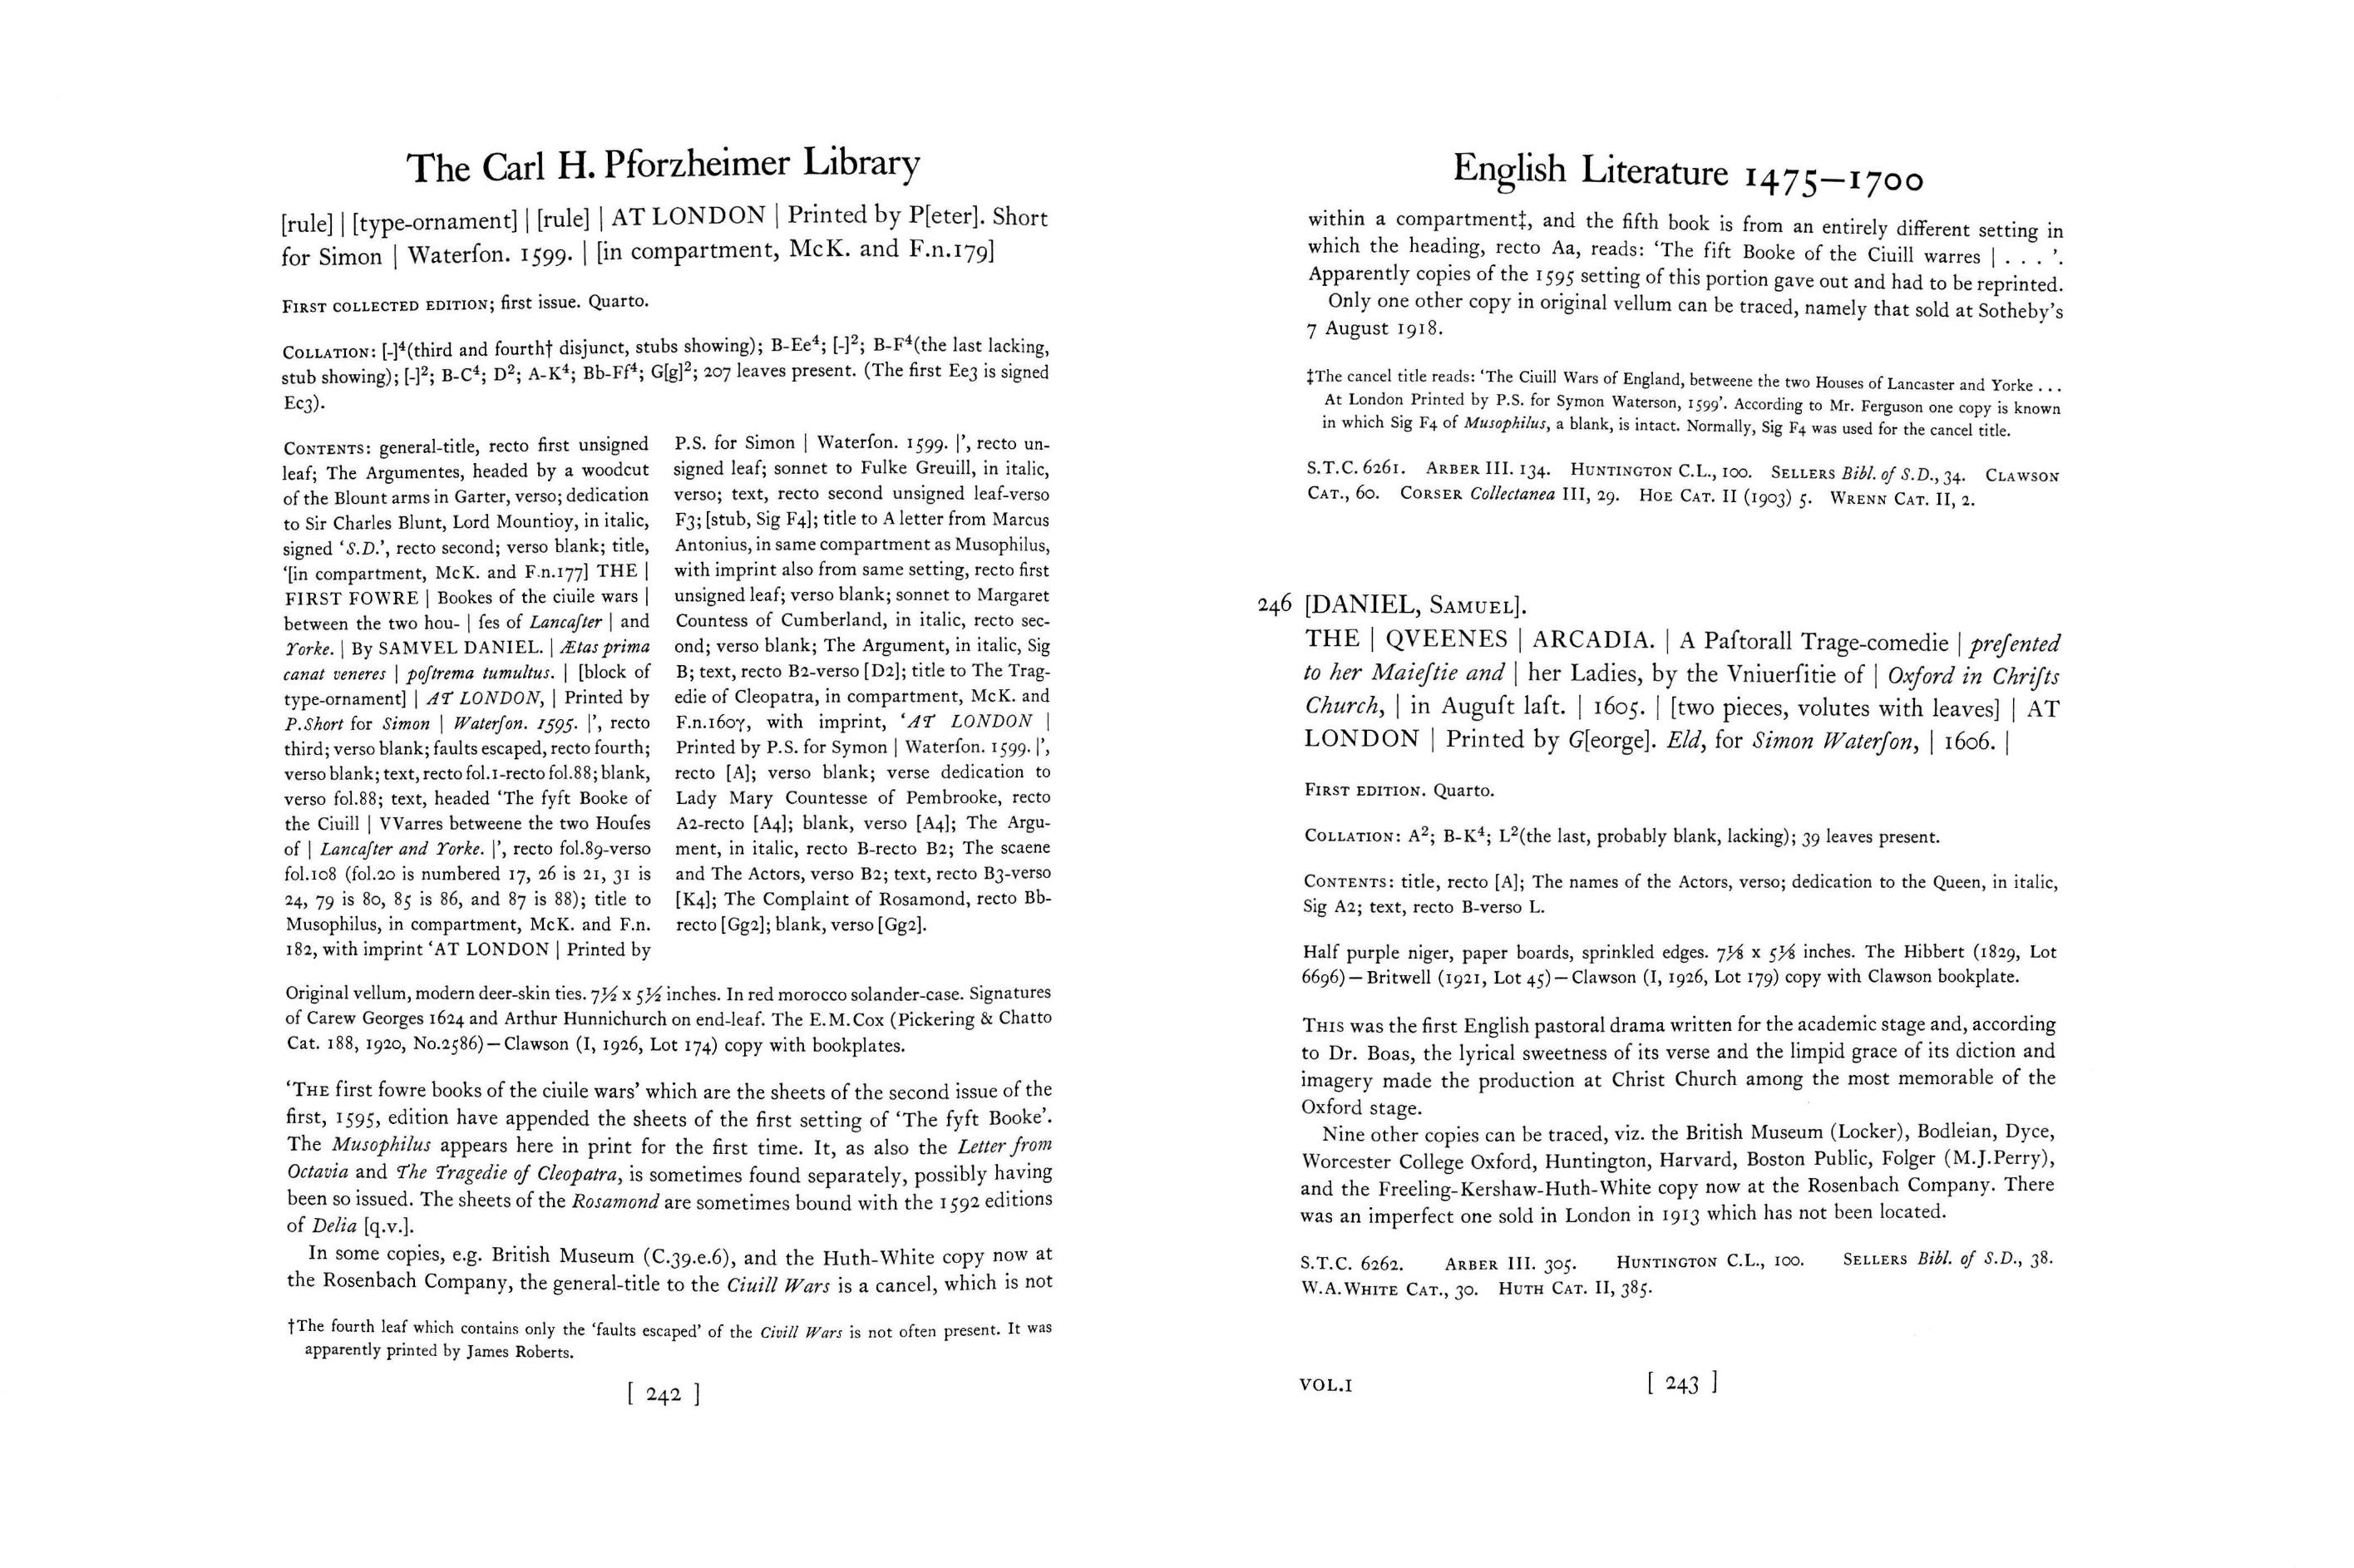 The Carl H. Pforzheimer Library
[rule] | [type-ornament] | [rule] | AT LONDON | Printed by P[eter]. Short
for Simon | Waterſon. 1599. | [in compartment, McK. and F.n.179]
FIRST COLLECTED EDITION; first issue. Quarto.
COLLATION: [-]⁴(third and fourth† disjunct, stubs showing); B-Ee⁴; [-]²; B-F⁴(the last lacking,
stub showing); [-]²; B-C⁴; D²; A-K⁴; Bb-Ff⁴; G[g]²; 207 leaves present. (The first Ee3 is signed
Ec3).
CONTENTS: general-title, recto first unsigned
leaf; The Argumentes, headed by a woodcut
of the Blount arms in Garter, verso; dedication
to Sir Charles Blunt, Lord Mountioy, in italic,
signed ‘S.D.’, recto second; verso blank; title,
‘[in compartment, McK. and F.n.177] THE |
FIRST FOWRE | Bookes of the ciuile wars |
between the two hou- | ſes of Lancaſter | and
Yorke. | By SAMVEL DANIEL. | Ætas prima
canat veneres | poſtrema tumultus. | [block of
type-ornament] | AT LONDON, | Printed by
P.Short for Simon | Waterſon. 1595. |’, recto
third; verso blank; faults escaped, recto fourth;
verso blank; text, recto fol.1-recto fol.88; blank,
verso fol.88; text, headed ‘The fyft Booke of
the Ciuill | VVarres betweene the two Houſes
of | Lancaſter and Yorke. |’, recto fol.89-verso
fol.108 (fol.20 is numbered 17, 26 is 21, 31 is
24, 79 is 80, 85 is 86, and 87 is 88); title to
Musophilus, in compartment, McK. and F.n.
182, with imprint ‘AT LONDON | Printed by
P.S. for Simon | Waterſon. 1599. |’, recto un-
signed leaf; sonnet to Fulke Greuill, in italic,
verso; text, recto second unsigned leaf-verso
F3; [stub, Sig F4]; title to A letter from Marcus
Antonius, in same compartment as Musophilus,
with imprint also from same setting, recto first
unsigned leaf; verso blank; sonnet to Margaret
Countess of Cumberland, in italic, recto sec-
ond; verso blank; The Argument, in italic, Sig
B; text, recto B2-verso [D2]; title to The Trag-
edie of Cleopatra, in compartment, McK. and
F.n.160γ, with imprint, ‘AT LONDON |
Printed by P.S. for Symon | Waterſon. 1599. |’,
recto [A]; verso blank; verse dedication to
Lady Mary Countesse of Pembrooke, recto
A2-recto [A4]; blank, verso [A4]; The Argu-
ment, in italic, recto B-recto B2; The scaene
and The Actors, verso B2; text, recto B3-verso
[K4]; The Complaint of Rosamond, recto Bb-
recto [Gg2]; blank, verso [Gg2].
Original vellum, modern deer-skin ties. 7½ x 5½ inches. In red morocco solander-case. Signatures
of Carew Georges 1624 and Arthur Hunnichurch on end-leaf. The E.M.Cox (Pickering & Chatto
Cat. 188, 1920, No.2586)—Clawson (I, 1926, Lot 174) copy with bookplates.
‘THE first fowre books of the ciuile wars’ which are the sheets of the second issue of the
first, 1595, edition have appended the sheets of the first setting of ‘The fyft Booke’.
The Musophilus appears here in print for the first time. It, as also the Letter from
Octavia and The Tragedie of Cleopatra, is sometimes found separately, possibly having
been so issued. The sheets of the Rosamond are sometimes bound with the 1592 editions
of Delia [q.v.].
In some copies, e.g. British Museum (C.39.e.6), and the Huth-White copy now at
the Rosenbach Company, the general-title to the Ciuill Wars is a cancel, which is not
†The fourth leaf which contains only the ‘faults escaped’ of the Civill Wars is not often present. It was
apparently printed by James Roberts.
[ 242 ]
English Literature 1475—1700
within a compartment‡, and the fifth book is from an entirely different setting in
which the heading, recto Aa, reads: ‘The fift Booke of the Ciuill warres | . . . ’.
Apparently copies of the 1595 setting of this portion gave out and had to be reprinted.
Only one other copy in original vellum can be traced, namely that sold at Sotheby’s
7 August 1918.
‡The cancel title reads: ‘The Ciuill Wars of England, betweene the two Houses of Lancaster and Yorke . . .
At London Printed by P.S. for Symon Waterson, 1599’. According to Mr. Ferguson one copy is known
in which Sig F4 of Musophilus, a blank, is intact. Normally, Sig F4 was used for the cancel title.
S.T.C. 6261. ARBER III. 134. HUNTINGTON C.L., 100. SELLERS Bibl. of S.D., 34. CLAWSON
CAT., 60. CORSER Collectanea III, 29. HOE CAT. II (1903) 5. WRENN CAT. II, 2.
246 [DANIEL, SAMUEL].
THE | QVEENES | ARCADIA. | A Paſtorall Trage-comedie | preſented
to her Maieſtie and | her Ladies, by the Vniuerſitie of | Oxford in Chriſts
Church, | in Auguſt laſt. | 1605. | [two pieces, volutes with leaves] | AT
LONDON | Printed by G[eorge]. Eld, for Simon Waterſon, | 1606. |
FIRST EDITION. Quarto.
COLLATION: A²; B-K⁴; L²(the last, probably blank, lacking); 39 leaves present.
CONTENTS: title, recto [A]; The names of the Actors, verso; dedication to the Queen, in italic,
Sig A2; text, recto B-verso L.
Half purple niger, paper boards, sprinkled edges. 7⅛ x 5⅛ inches. The Hibbert (1829, Lot
6696)—Britwell (1921, Lot 45)—Clawson (I, 1926, Lot 179) copy with Clawson bookplate.
THIS was the first English pastoral drama written for the academic stage and, according
to Dr. Boas, the lyrical sweetness of its verse and the limpid grace of its diction and
imagery made the production at Christ Church among the most memorable of the
Oxford stage.
Nine other copies can be traced, viz. the British Museum (Locker), Bodleian, Dyce,
Worcester College Oxford, Huntington, Harvard, Boston Public, Folger (M.J.Perry),
and the Freeling-Kershaw-Huth-White copy now at the Rosenbach Company. There
was an imperfect one sold in London in 1913 which has not been located.
S.T.C. 6262. ARBER III. 305. HUNTINGTON C.L., 100. SELLERS Bibl. of S.D., 38.
W.A.WHITE CAT., 30. HUTH CAT. II, 385.
VOL.I
[ 243 ]